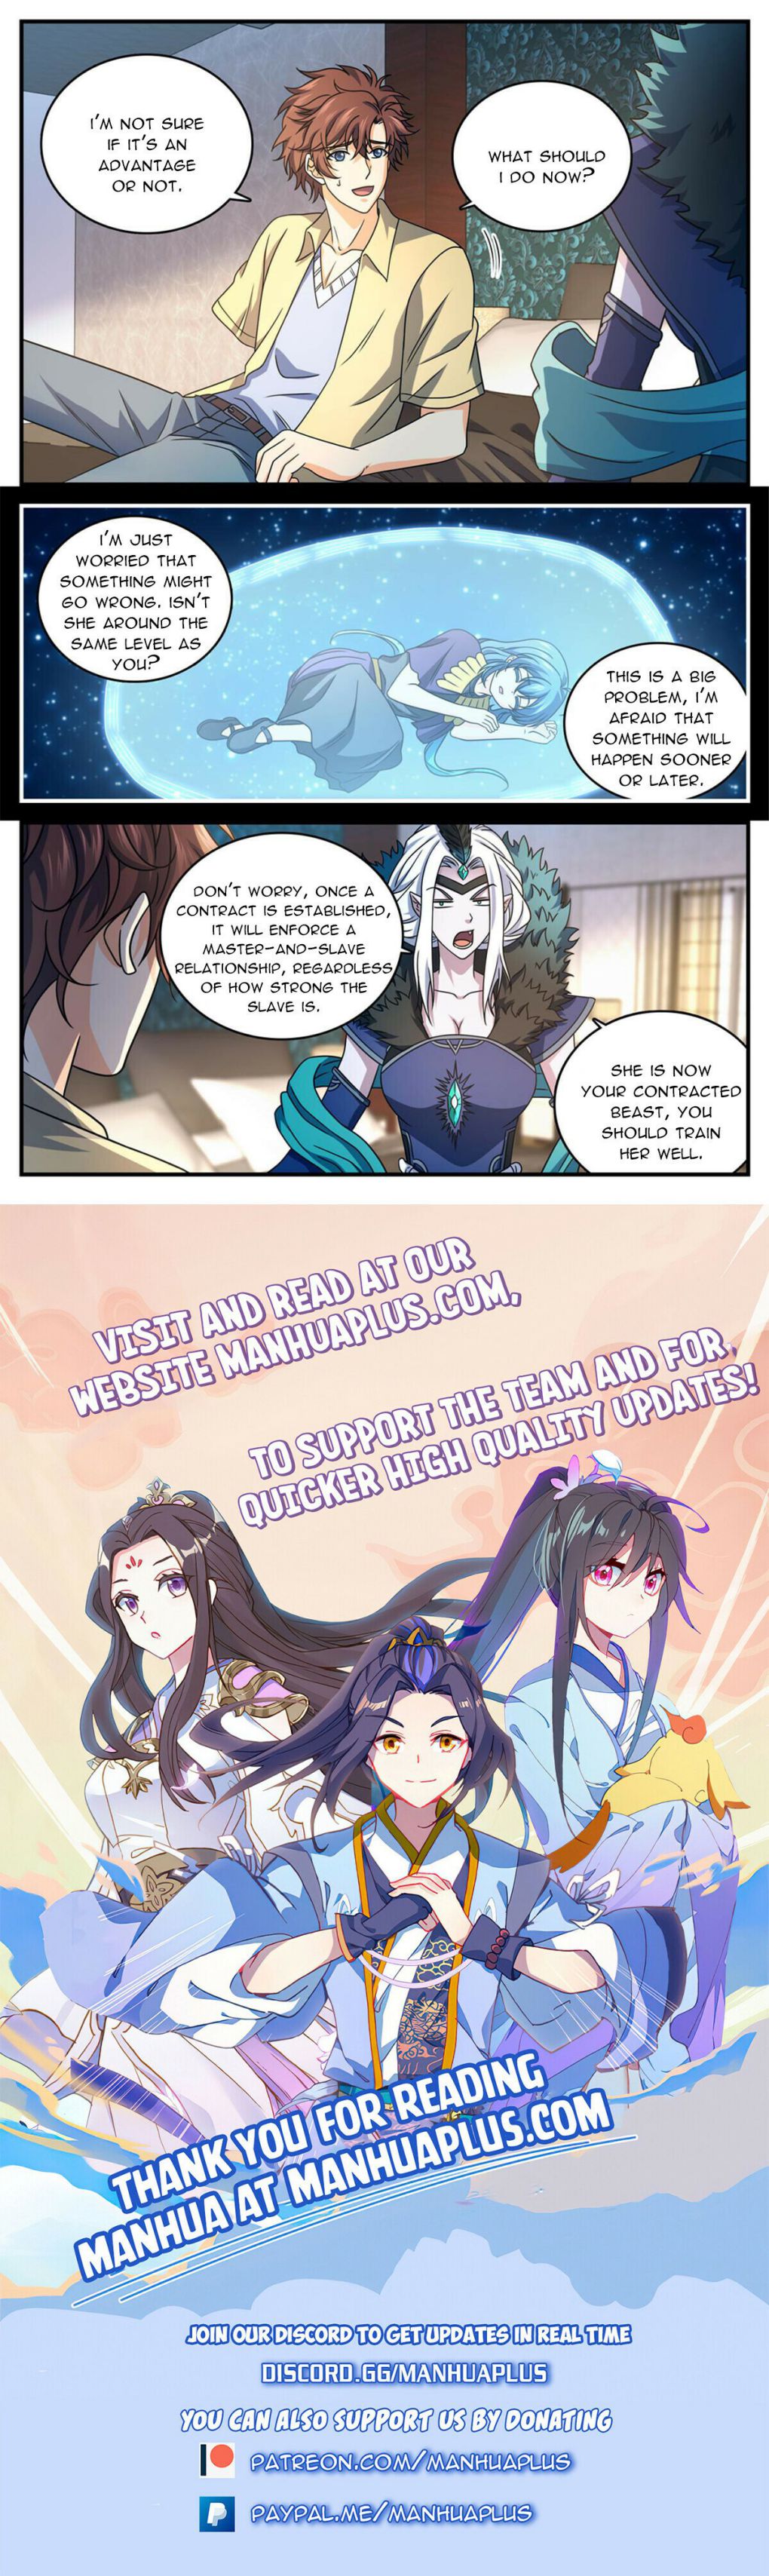 I'M NOT SURE
IF IT'S AN
ADVANTAGE
OR NOT.
WHAT SHOULD
I DO NOW?
I'M JUST
WORRIED THAT
SOMETHING MIGHT
GO WRONG. ISN'T
SHE AROUND THE
SAME LEVEL AS
YOU?
THIS IS A BIG
PROBLEM, I'M
AFRAID THAT
SOMETHING WILL
HAPPEN SOONER
OR LATER.
DON'T WORRY, ONCE A
CONTRACT IS ESTABLISHED,
IT WILL ENFORCE A
MASTER-AND-SLAVE
RELATIONSHIP, REGARDLESS
OF HOW STRONG THE
SLAVE IS.
SHE IS NOW
YOUR CONTRACTED
BEAST, YOU
SHOULD TRAIN
HER WELL.
VISIT AND READ AT OUR
WEBSITE MANHUAPLUS.COM,
TO SUPPORT THE TEAM AND FOR
QUICKER HIGH QUALITY UPDATES!
THANK YOU FOR READING
MANHUA AT MANHUAPLUS.COM
JOIN OUR DISCORD TO GET UPDATES IN REAL TIME
DISCORD.GG/MANHUAPLUS
YOU CAN ALSO SUPPORT US BY DONATING
PATREON.COM/MANHUAPLUS
PAYPAL.ME/MANHUAPLUS